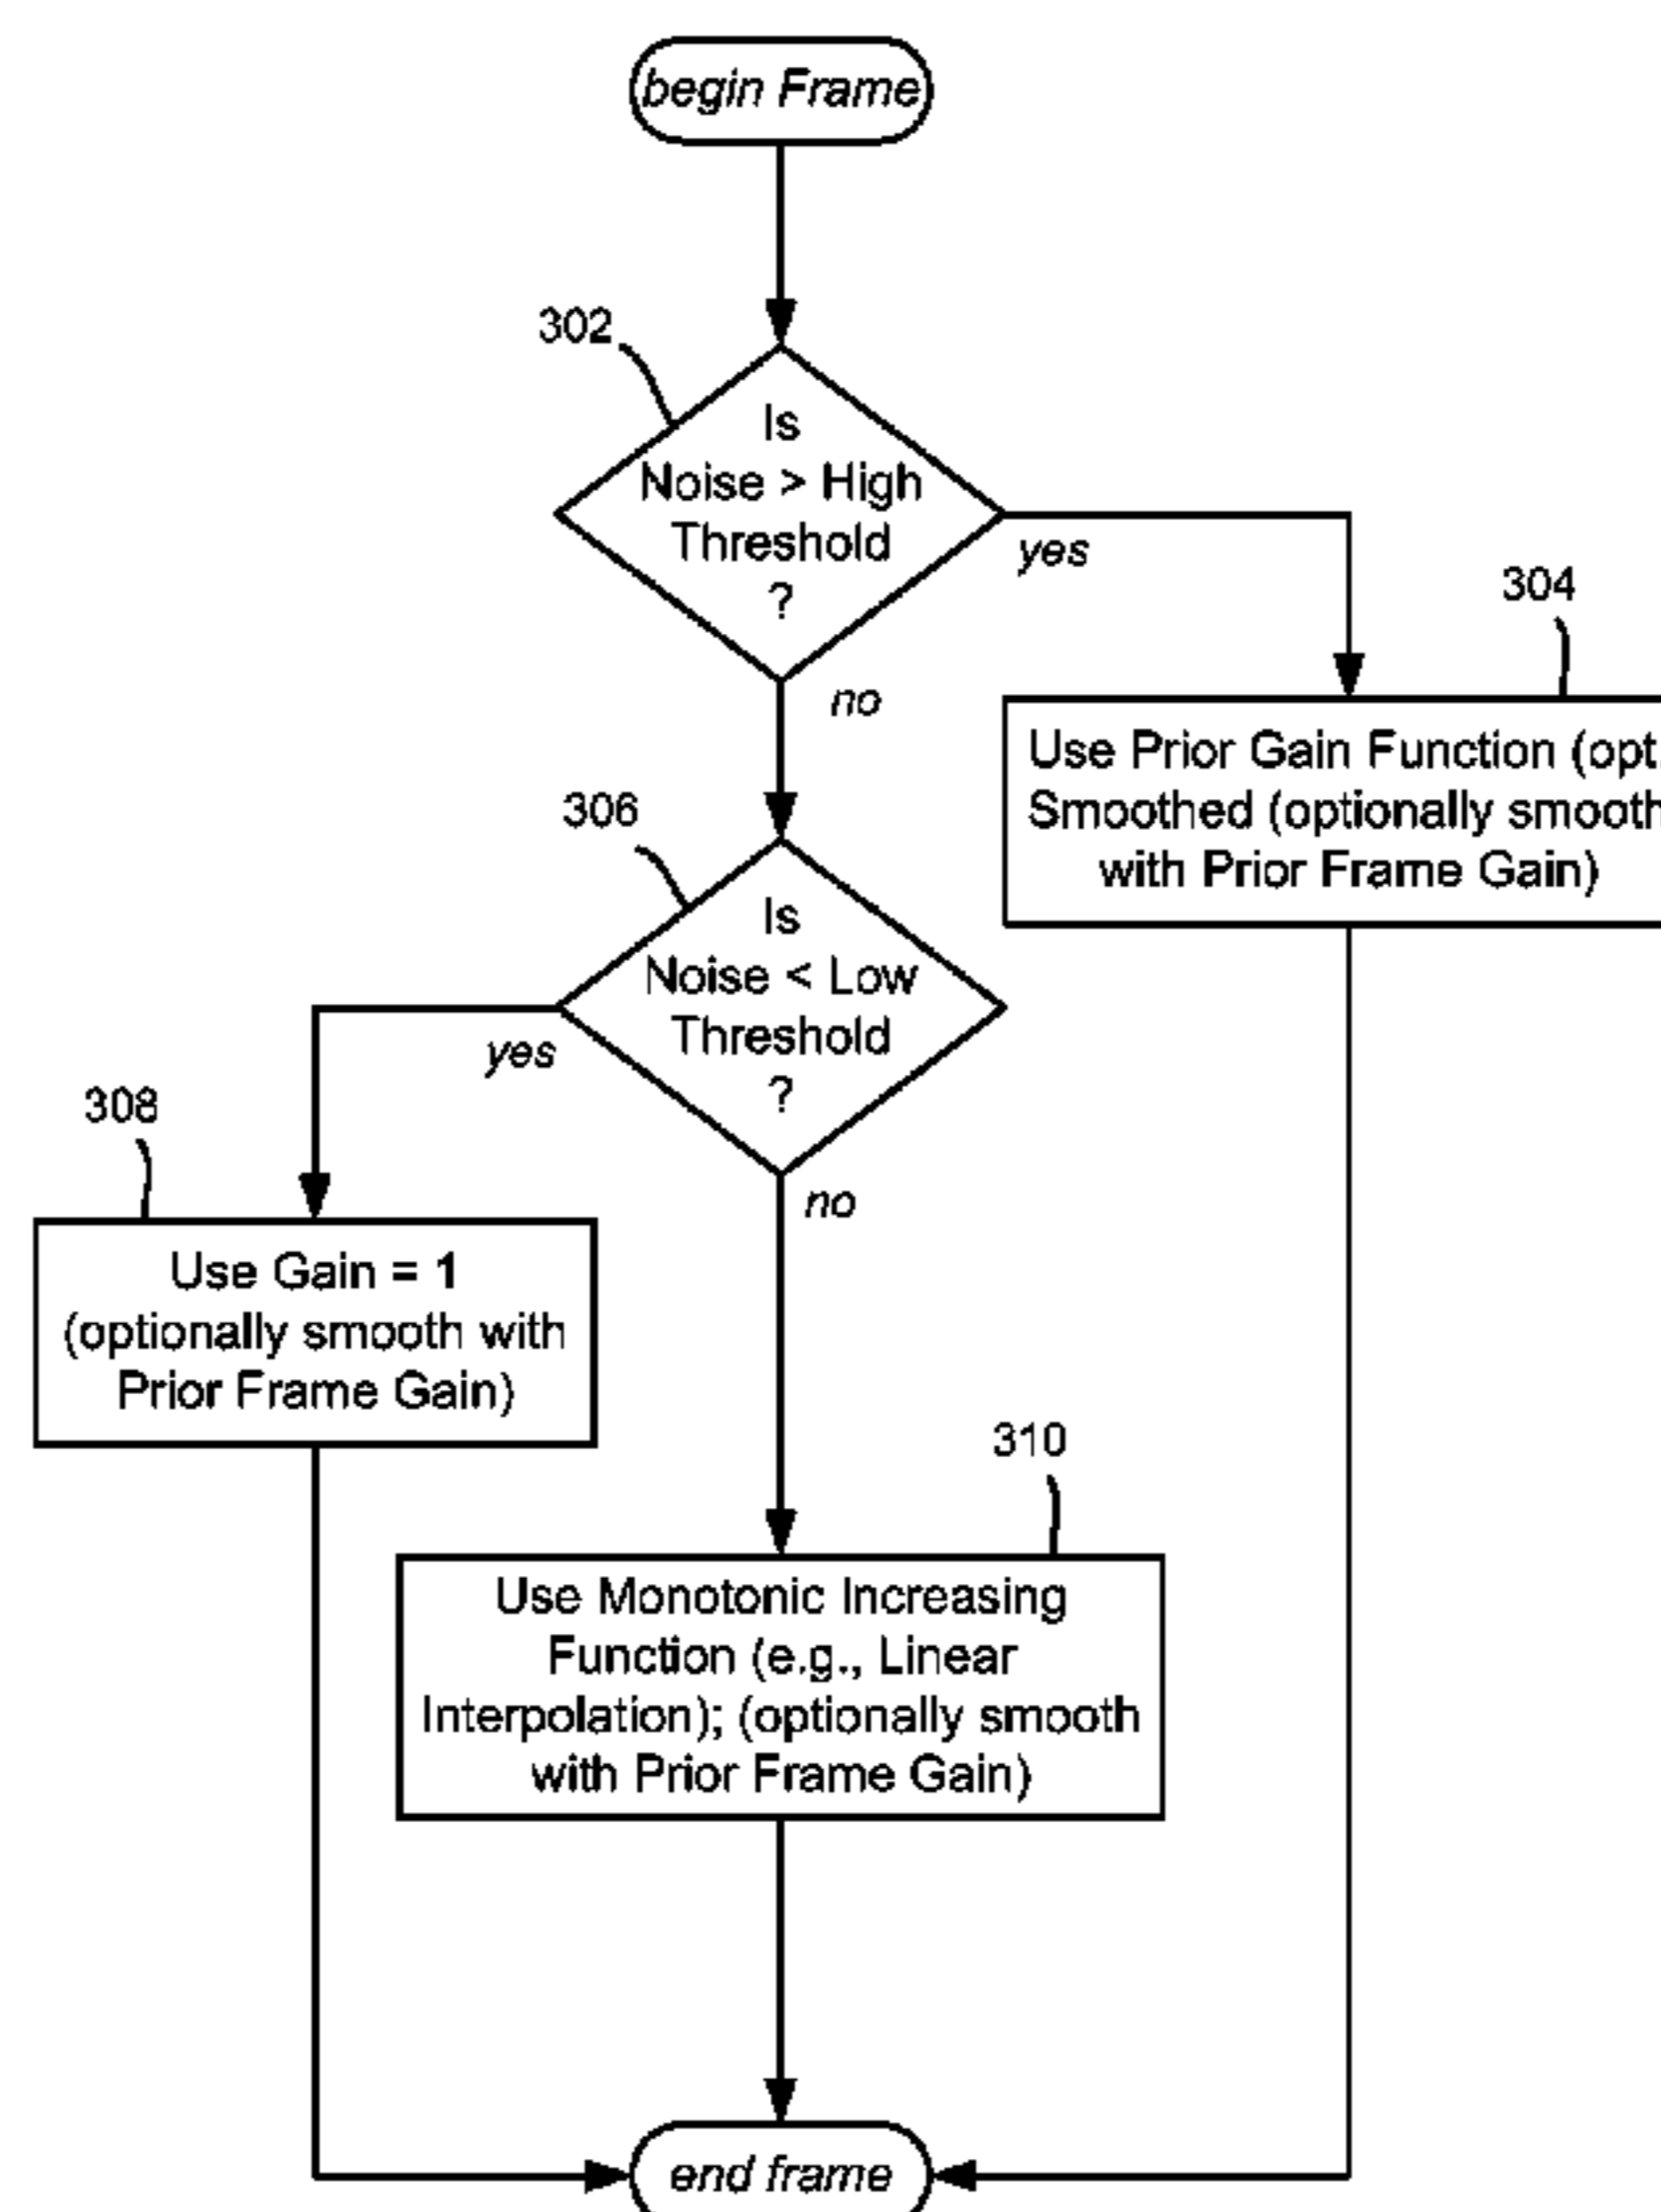 begin Frame
302
Is
Noise > High
Threshold
?
yes
no
304
Use Prior Gain Function (opt.
Smoothed (optionally smooth
with Prior Frame Gain)
306
Is
Noise < Low
Threshold
?
yes
no
308
Use Gain = 1
(optionally smooth with
Prior Frame Gain)
310
Use Monotonic Increasing
Function (e.g., Linear
Interpolation); (optionally smooth
with Prior Frame Gain)
end frame